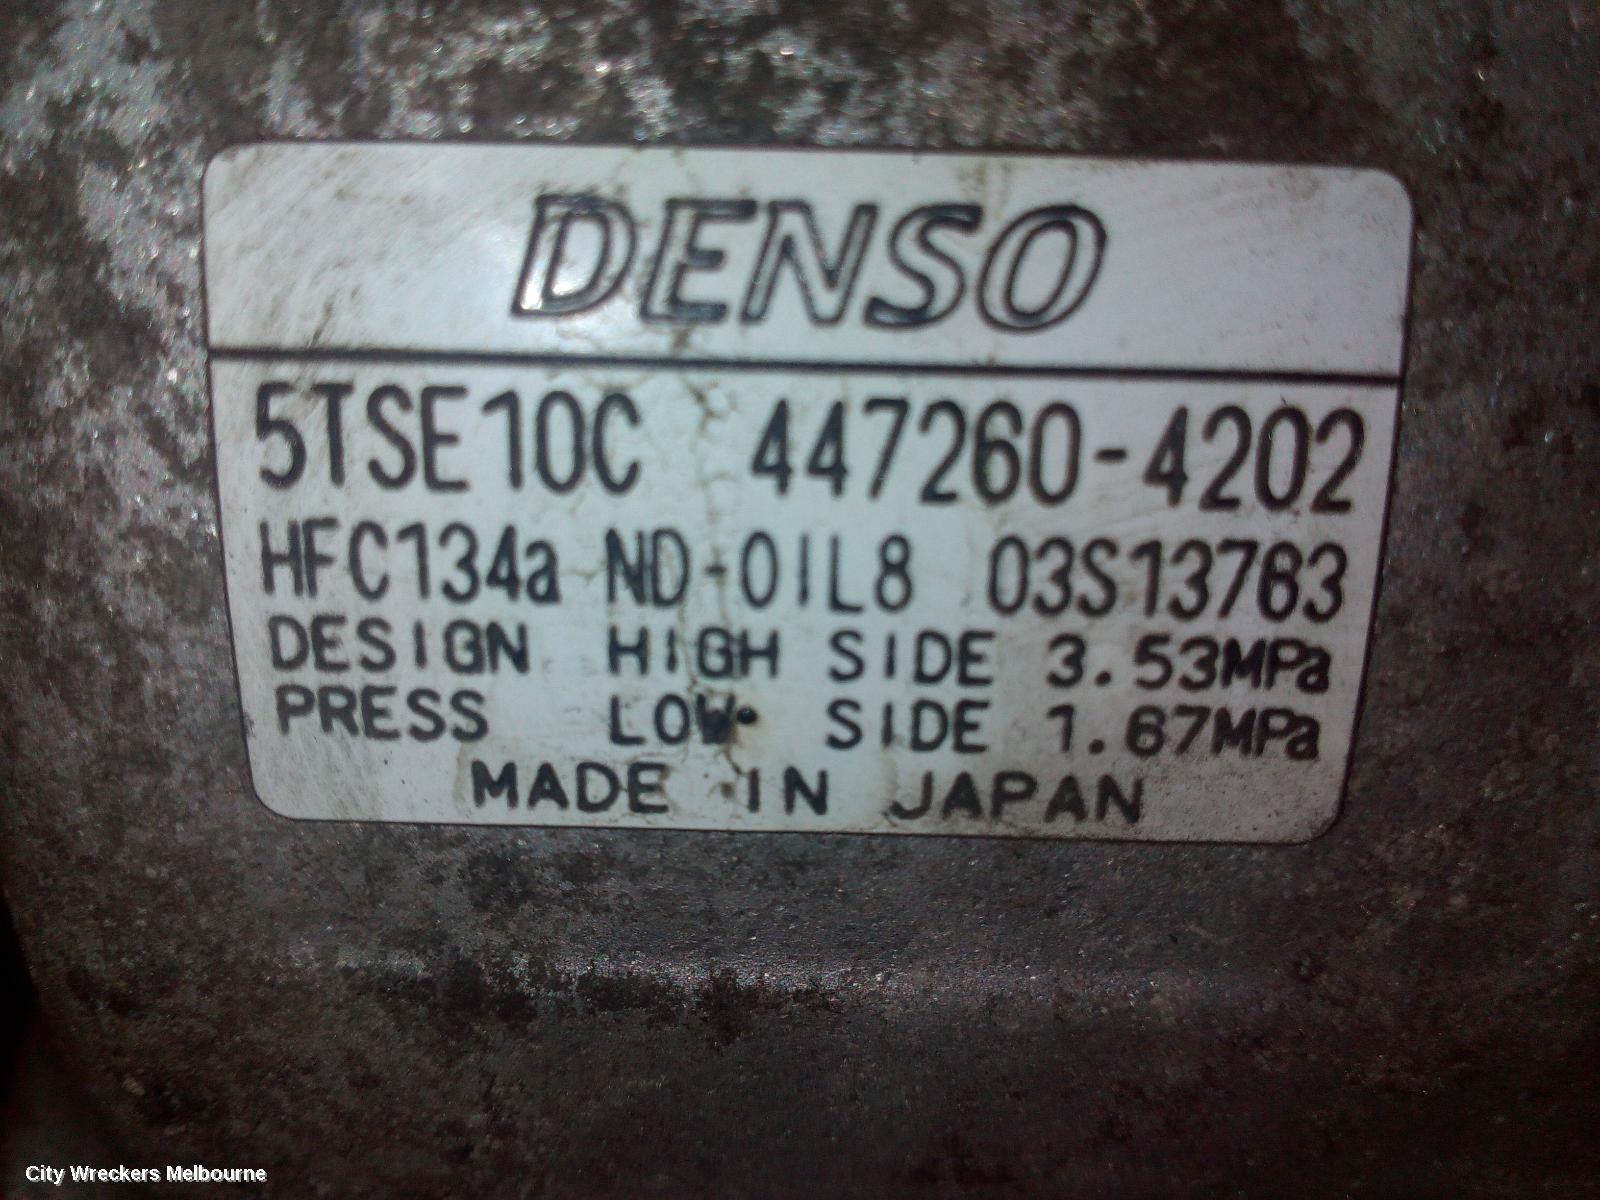 DENSO
5TSE10C 447260-4202
HFC134a ND-OIL8 03S13763
DESIGN HIGH SIDE 3.53MPa
PRESS LOW SIDE 1.67MPa
MADE IN JAPAN
City Wreckers Melbourne